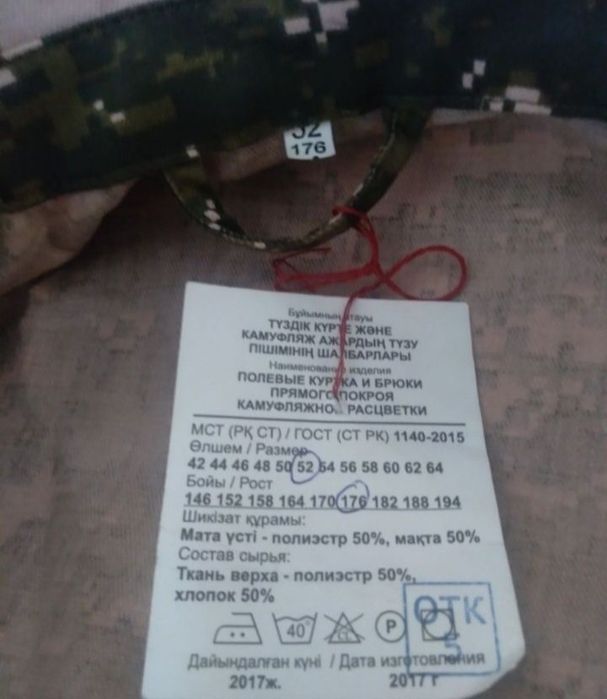 52
176
Бұйымның атауы
ТҮЗДІК КҮРТЕ ЖӘНЕ
КАМУФЛЯЖ АЖАРДЫҢ ТҮЗУ
ПІШІМІНІҢ ШАЛБАРЛАРЫ
Наименование изделия
ПОЛЕВЫЕ КУРТКА И БРЮКИ
ПРЯМОГО ПОКРОЯ
КАМУФЛЯЖНОЙ РАСЦВЕТКИ
МСТ (РҚ СТ) / ГОСТ (СТ РК) 1140-2015
Өлшем / Размер
42 44 46 48 50 52 54 56 58 60 62 64
Бойы / Рост
146 152 158 164 170 176 182 188 194
Шикізат құрамы:
Мата үсті - полиэстр 50%, мақта 50%
Состав сырья:
Ткань верха - полиэстр 50%,
хлопок 50%
40° CL P ОТК
5
Дайындалған күні / Дата изготовления
2017ж. 2017 г